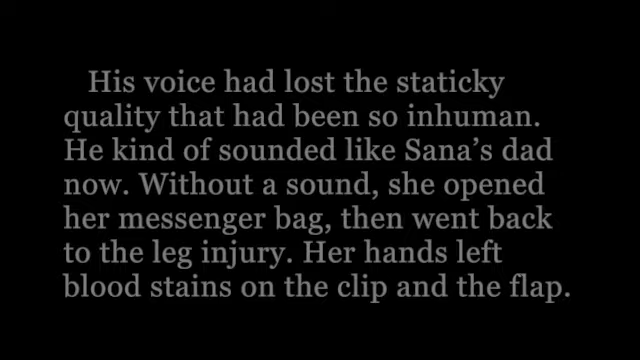 His voice had lost the staticky
quality that had been so inhuman.
He kind of sounded like Sana’s dad
now. Without a sound, she opened
her messenger bag, then went back
to the leg injury. Her hands left
blood stains on the clip and the flap.